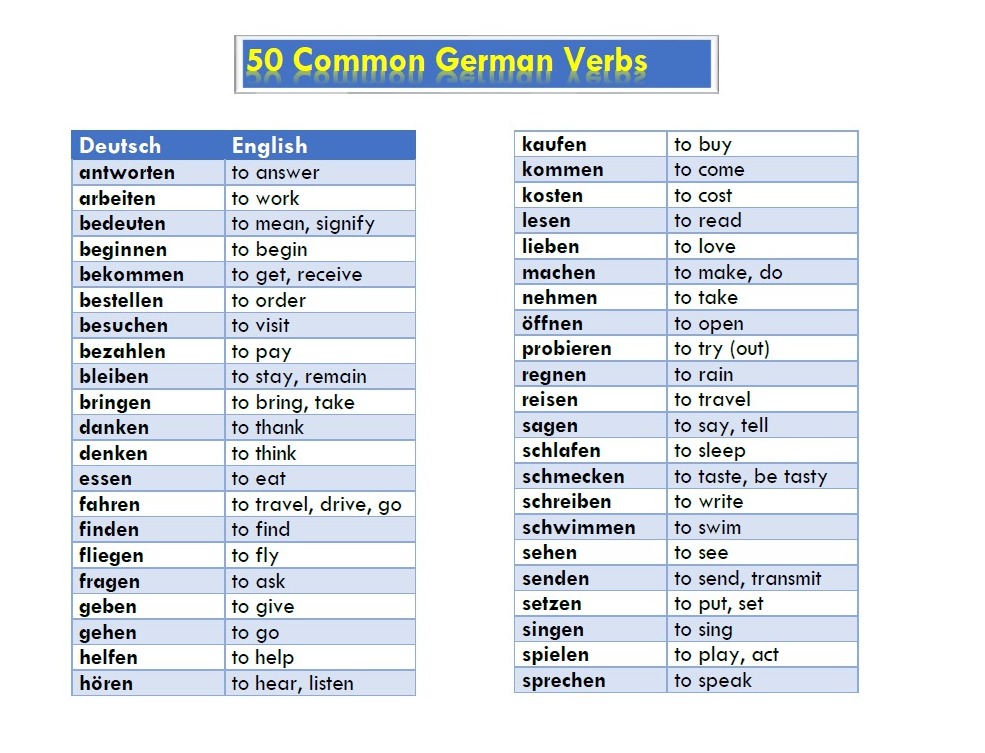 50 Common German Verbs
Deutsch English
antworten to answer
arbeiten to work
bedeuten to mean, signify
beginnen to begin
bekommen to get, receive
bestellen to order
besuchen to visit
bezahlen to pay
bleiben to stay, remain
bringen to bring, take
danken to thank
denken to think
essen to eat
fahren to travel, drive, go
finden to find
fliegen to fly
fragen to ask
geben to give
gehen to go
helfen to help
hören to hear, listen
kaufen to buy
kommen to come
kosten to cost
lesen to read
lieben to love
machen to make, do
nehmen to take
öffnen to open
probieren to try (out)
regnen to rain
reisen to travel
sagen to say, tell
schlafen to sleep
schmecken to taste, be tasty
schreiben to write
schwimmen to swim
sehen to see
senden to send, transmit
setzen to put, set
singen to sing
spielen to play, act
sprechen to speak